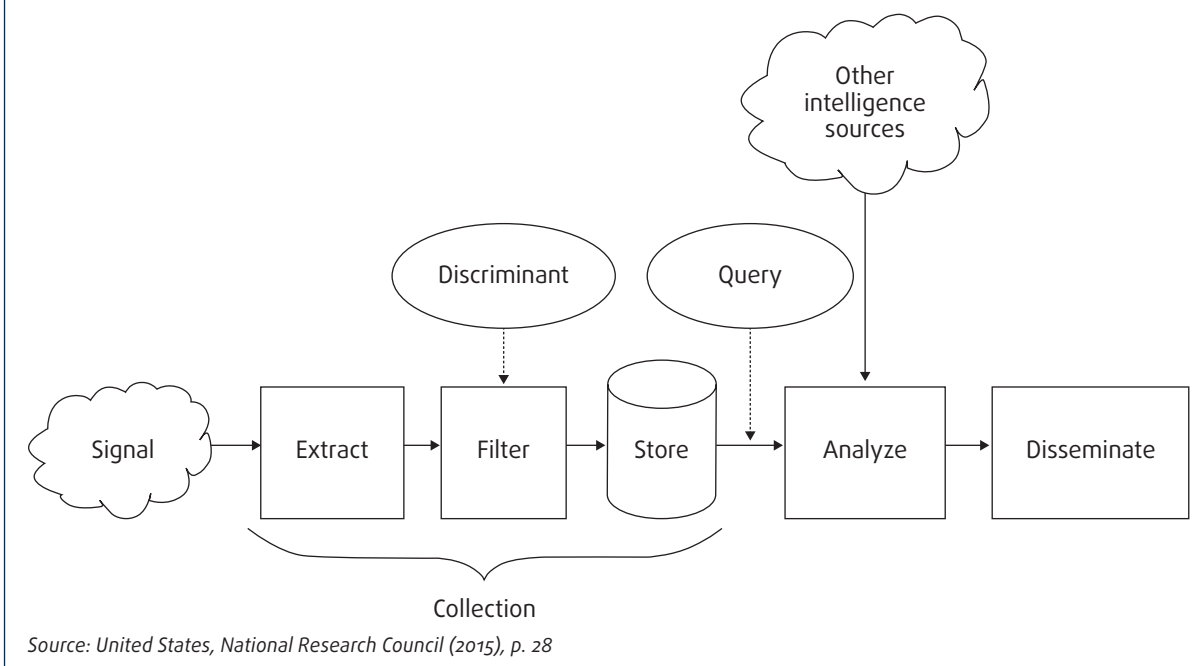 Other
intelligence
sources
Discriminant
Query
Signal
Extract
Filter
Store
Analyze
Disseminate
Collection
Source: United States, National Research Council (2015), p. 28